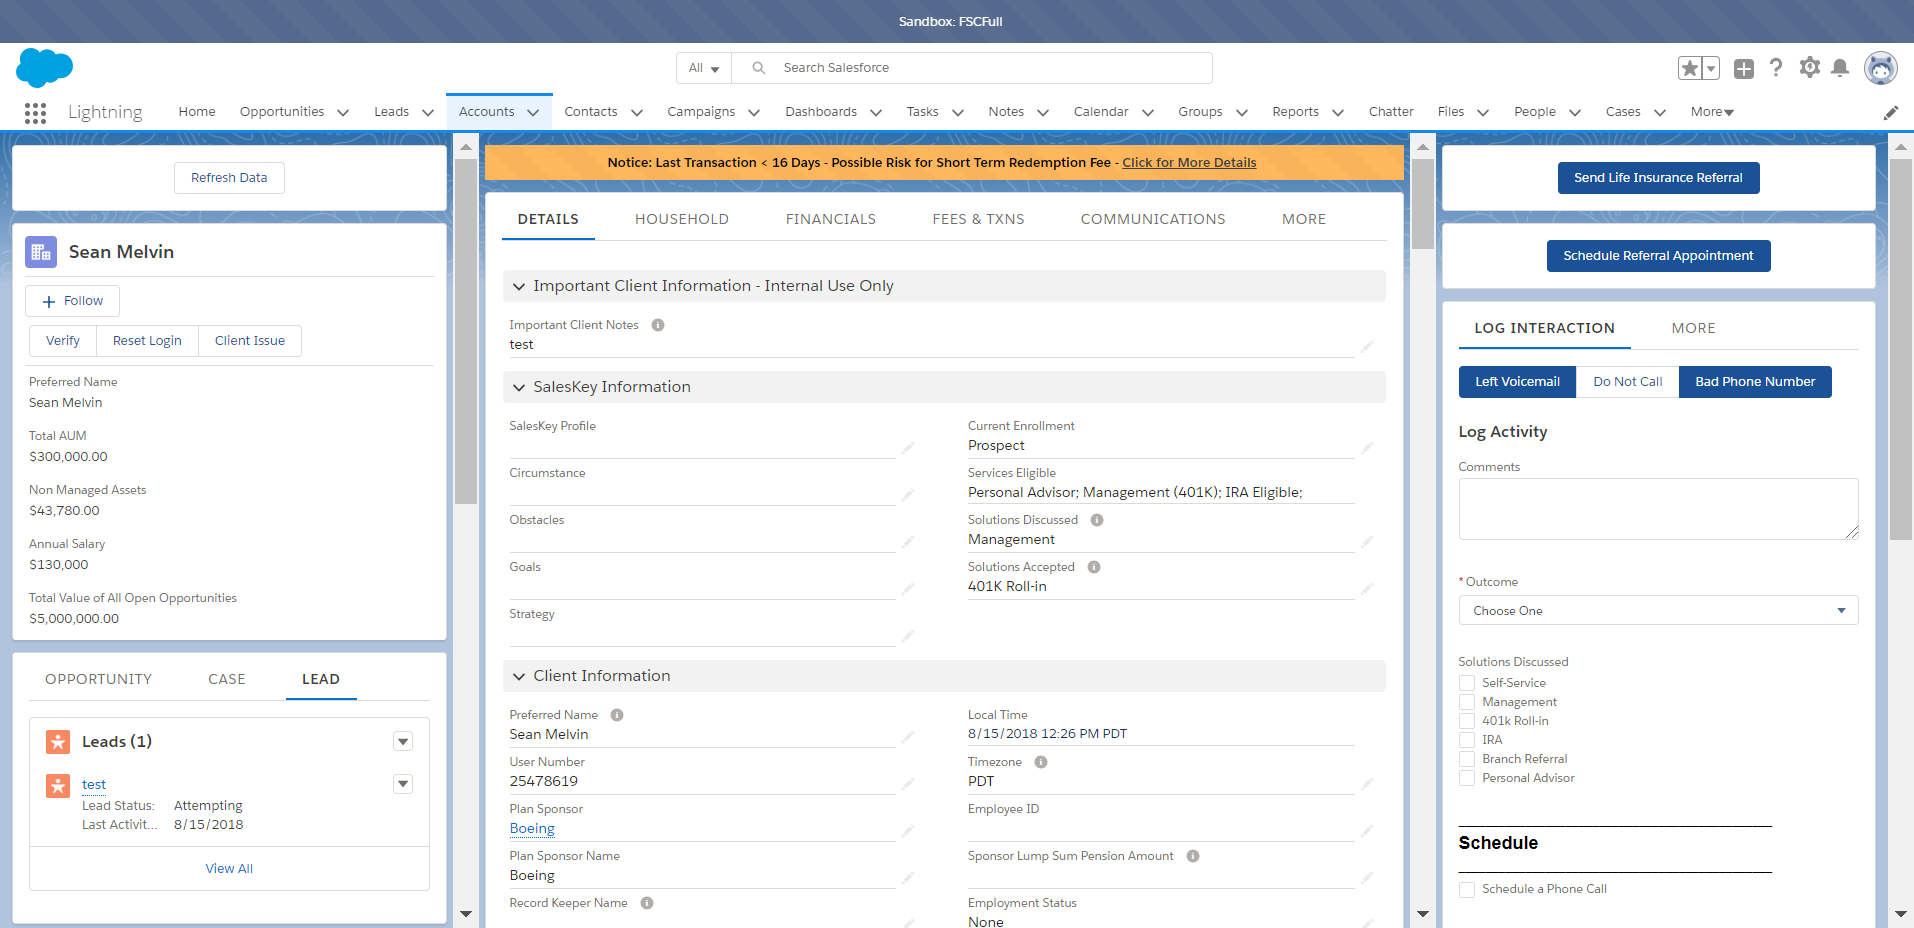 Sandbox: FSCFull
All
Search Salesforce
Lightning Home Opportunities Leads Accounts Contacts Campaigns Dashboards Tasks Notes Calendar Groups Reports Chatter Files People Cases More
Refresh Data
Sean Melvin
Follow
Verify Reset Login Client Issue
Preferred Name
Sean Melvin
Total AUM
$300,000.00
Non Managed Assets
$43,780.00
Annual Salary
$130,000
Total Value of All Open Opportunities
$5,000,000.00
OPPORTUNITY CASE LEAD
Leads (1)
test
Lead Status: Attempting
Last Activit... 8/15/2018
View All
Notice: Last Transaction < 16 Days - Possible Risk for Short Term Redemption Fee - Click for More Details
DETAILS HOUSEHOLD FINANCIALS FEES & TXNS COMMUNICATIONS MORE
Important Client Information - Internal Use Only
Important Client Notes
test
SalesKey Information
SalesKey Profile
Circumstance
Obstacles
Goals
Strategy
Current Enrollment
Prospect
Services Eligible
Personal Advisor; Management (401K); IRA Eligible;
Solutions Discussed
Management
Solutions Accepted
401K Roll-in
Client Information
Preferred Name
Sean Melvin
User Number
25478619
Plan Sponsor
Boeing
Plan Sponsor Name
Boeing
Record Keeper Name
Local Time
8/15/2018 12:26 PM PDT
Timezone
PDT
Employee ID
Sponsor Lump Sum Pension Amount
Employment Status
None
Send Life Insurance Referral
Schedule Referral Appointment
LOG INTERACTION MORE
Left Voicemail Do Not Call Bad Phone Number
Log Activity
Comments
* Outcome
Choose One
Solutions Discussed
Self-Service
Management
401k Roll-in
IRA
Branch Referral
Personal Advisor
Schedule
Schedule a Phone Call